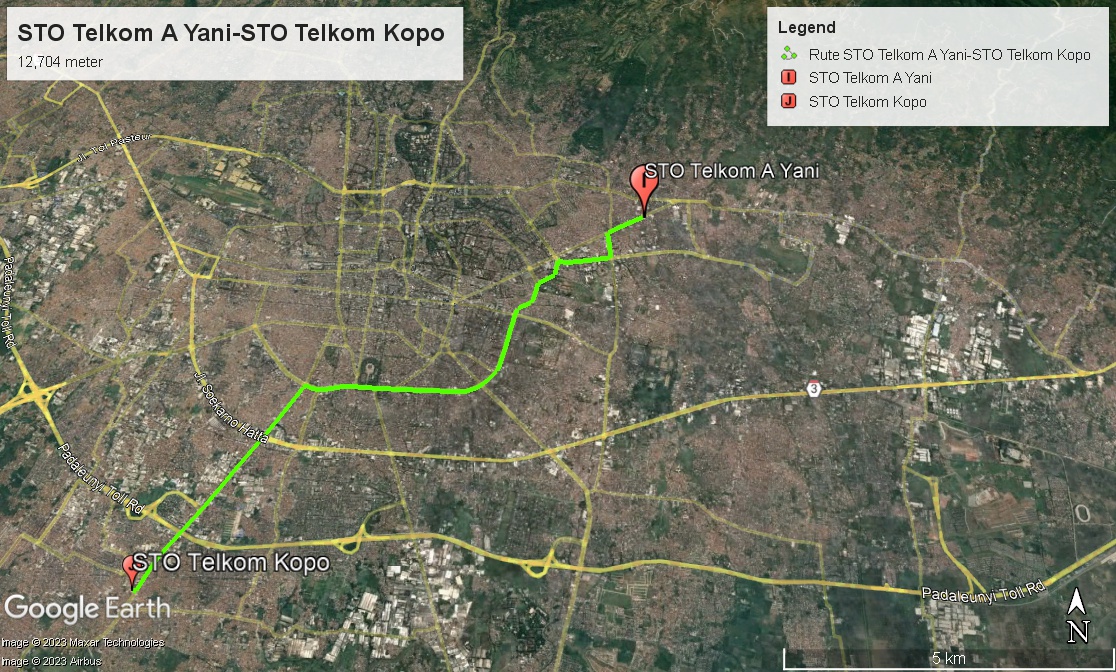 STO Telkom A Yani-STO Telkom Kopo
12,704 meter
Legend
Rute STO Telkom A Yani-STO Telkom Kopo
I STO Telkom A Yani
J STO Telkom Kopo
Jl. Tol Pasteur
I
STO Telkom A Yani
Padaleunyi Toll Rd
Jl. Soekarno Hatta
3
Padaleunyi Toll Rd
STO Telkom Kopo
Padaleunyi Toll Rd
Google Earth
Image © 2023 Maxar Technologies
Image © 2023 Airbus
N
5 km